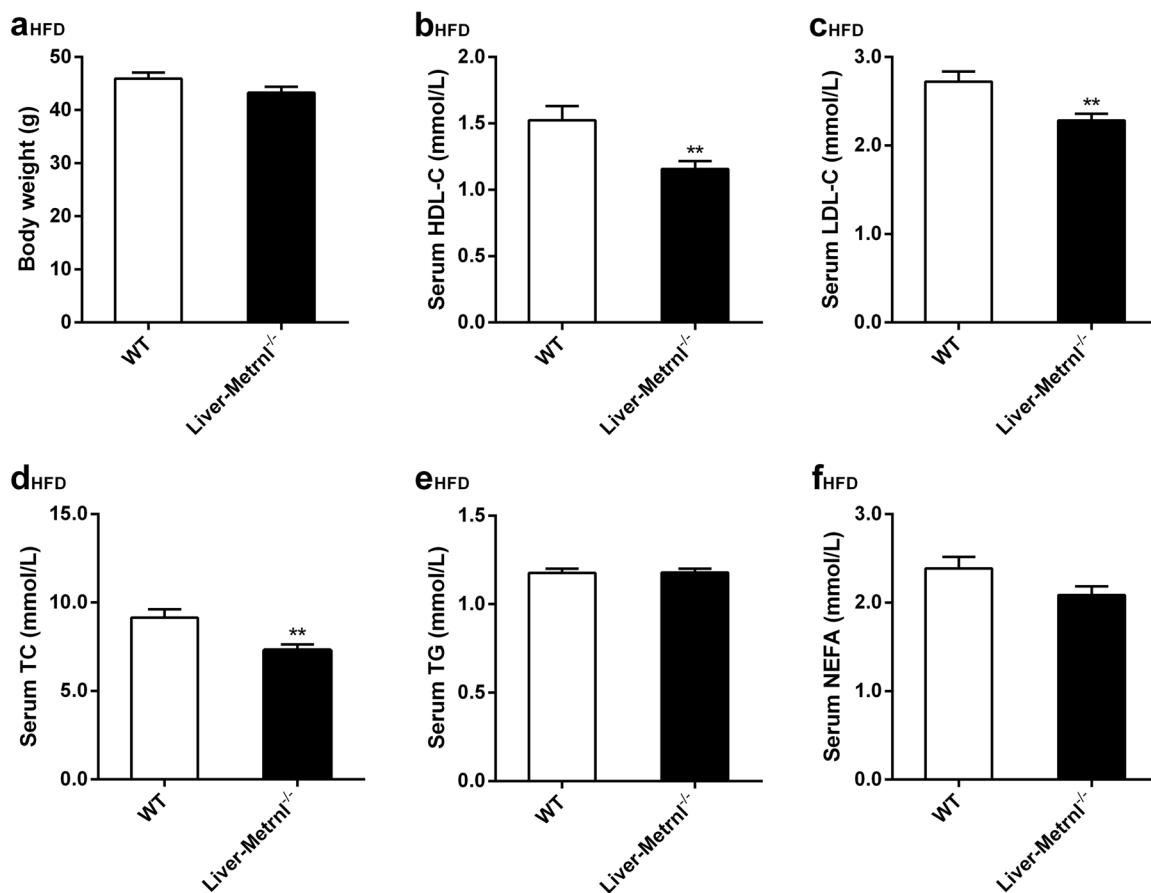 aHFD
Body weight (g)
50
40
30
20
10
0
WT
Liver-Metrnl-/-
bHFD
Serum HDL-C (mmol/L)
2.0
1.5
**
1.0
0.5
0.0
WT
Liver-Metrnl-/-
cHFD
Serum LDL-C (mmol/L)
3.0
**
2.0
1.0
0.0
WT
Liver-Metrnl-/-
dHFD
Serum TC (mmol/L)
15.0
10.0
**
5.0
0.0
WT
Liver-Metrnl-/-
eHFD
Serum TG (mmol/L)
1.5
1.0
0.5
0.0
WT
Liver-Metrnl-/-
fHFD
Serum NEFA (mmol/L)
3.0
2.0
1.0
0.0
WT
Liver-Metrnl-/-